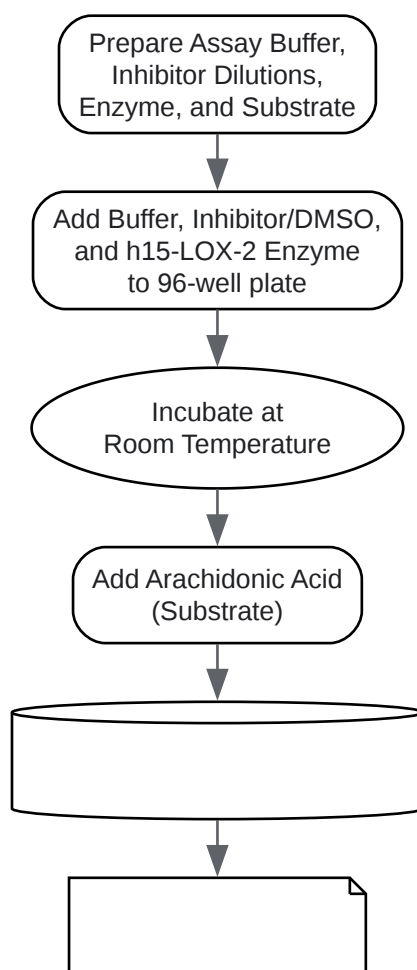 Prepare Assay Buffer,
Inhibitor Dilutions,
Enzyme, and Substrate
Add Buffer, Inhibitor/DMSO,
and h15-LOX-2 Enzyme
to 96-well plate
Incubate at
Room Temperature
Add Arachidonic Acid
(Substrate)